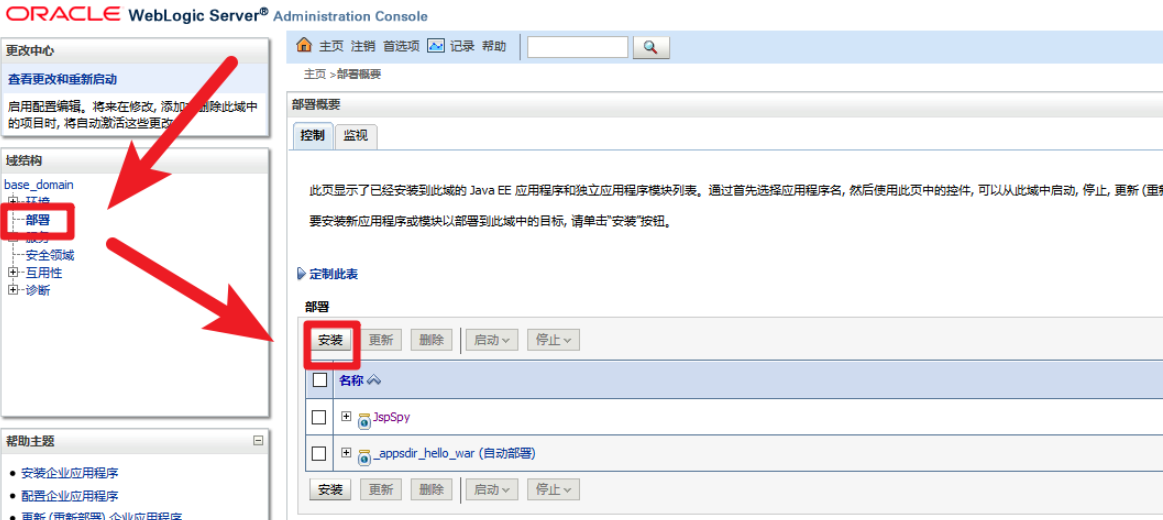 ORACLE WebLogic Server® Administration Console
更改中心
查看更改和重新启动
启用配置编辑。将来在修改, 添加 删除此域中
的项目时, 将自动激活这些更改
域结构
base_domain
环境
部署
服务
安全领域
互用性
诊断
帮助主题
安装企业应用程序
配置企业应用程序
更新 (重新部署) 企业应用程序
主页 注销 首选项 记录 帮助
主页 >部署概要
部署概要
控制 监视
此页显示了已经安装到此域的 Java EE 应用程序和独立应用程序模块列表。通过首先选择应用程序名, 然后使用此页中的控件, 可以从此域中启动, 停止, 更新 (重
要安装新应用程序或模块以部署到此域中的目标, 请单击"安装"按钮。
定制此表
部署
安装 更新 删除 启动 停止
名称
JspSpy
_appsdir_hello_war (自动部署)
安装 更新 删除 启动 停止